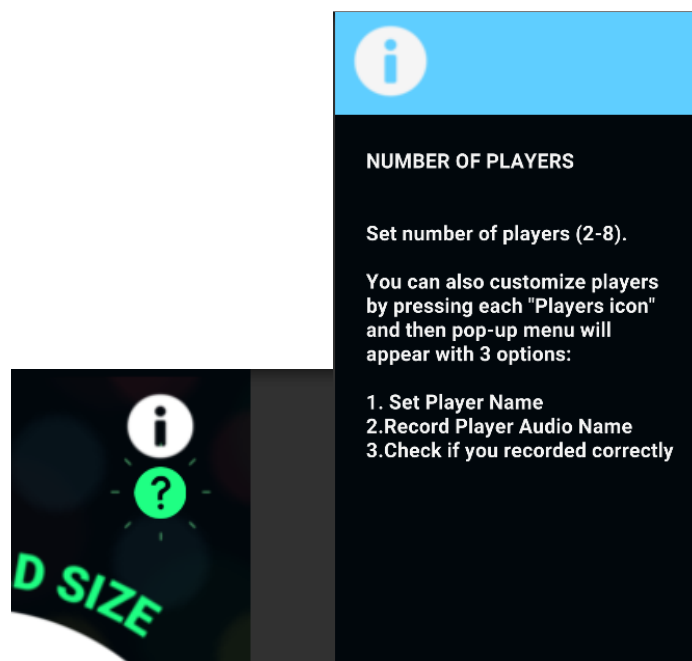 i
NUMBER OF PLAYERS
Set number of players (2-8).
You can also customize players
by pressing each "Players icon"
and then pop-up menu will
appear with 3 options:
1. Set Player Name
2.Record Player Audio Name
3.Check if you recorded correctly
i
?
D SIZE